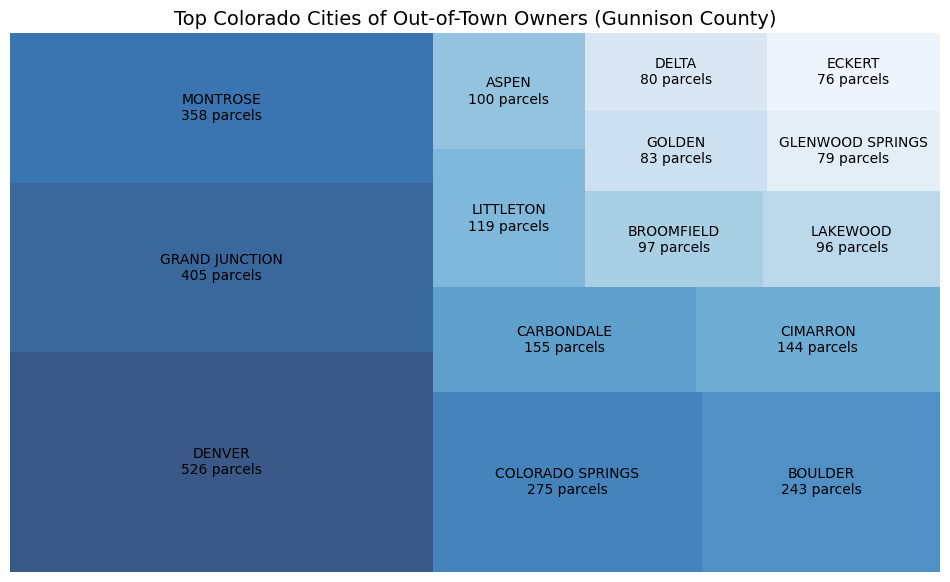 Top Colorado Cities of Out-of-Town Owners (Gunnison County)
MONTROSE
358 parcels
GRAND JUNCTION
405 parcels
DENVER
526 parcels
ASPEN
100 parcels
LITTLETON
119 parcels
DELTA
80 parcels
ECKERT
76 parcels
GOLDEN
83 parcels
GLENWOOD SPRINGS
79 parcels
BROOMFIELD
97 parcels
LAKEWOOD
96 parcels
CARBONDALE
155 parcels
CIMARRON
144 parcels
COLORADO SPRINGS
275 parcels
BOULDER
243 parcels